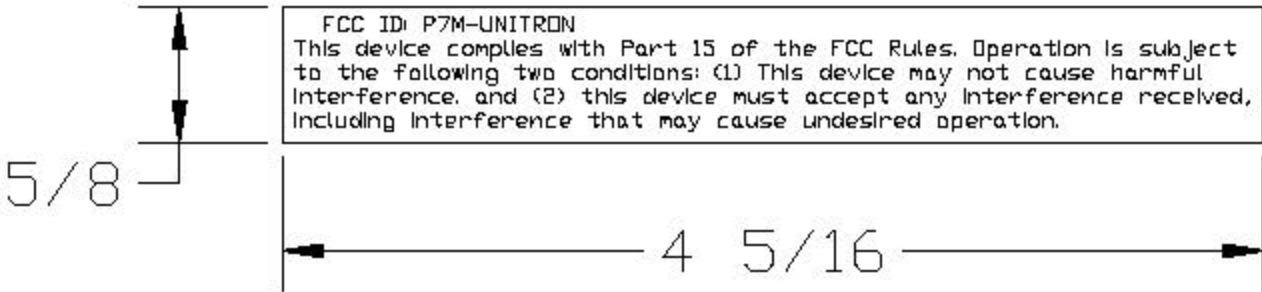 FCC ID: P7M-UNITRON
This device complies with Part 15 of the FCC Rules. Operation is subject
to the following two conditions: (1) This device may not cause harmful
interference. and (2) this device must accept any interference received,
including interference that may cause undesired operation.
5/8
4 5/16